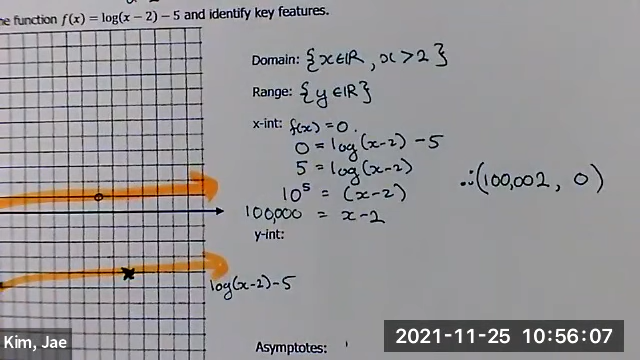 ne function f(x) = log(x − 2) − 5 and identify key features.
Domain: {x∈ℝ, x>2}
Range: {y∈ℝ}
x-int: f(x)=0.
0 = log(x-2) -5
5 = log(x-2)
10⁵ = (x-2)
100,000 = x-2
∴(100,002, 0)
y-int:
log(x-2)-5
Asymptotes:
Kim, Jae
2021-11-25 10:56:07